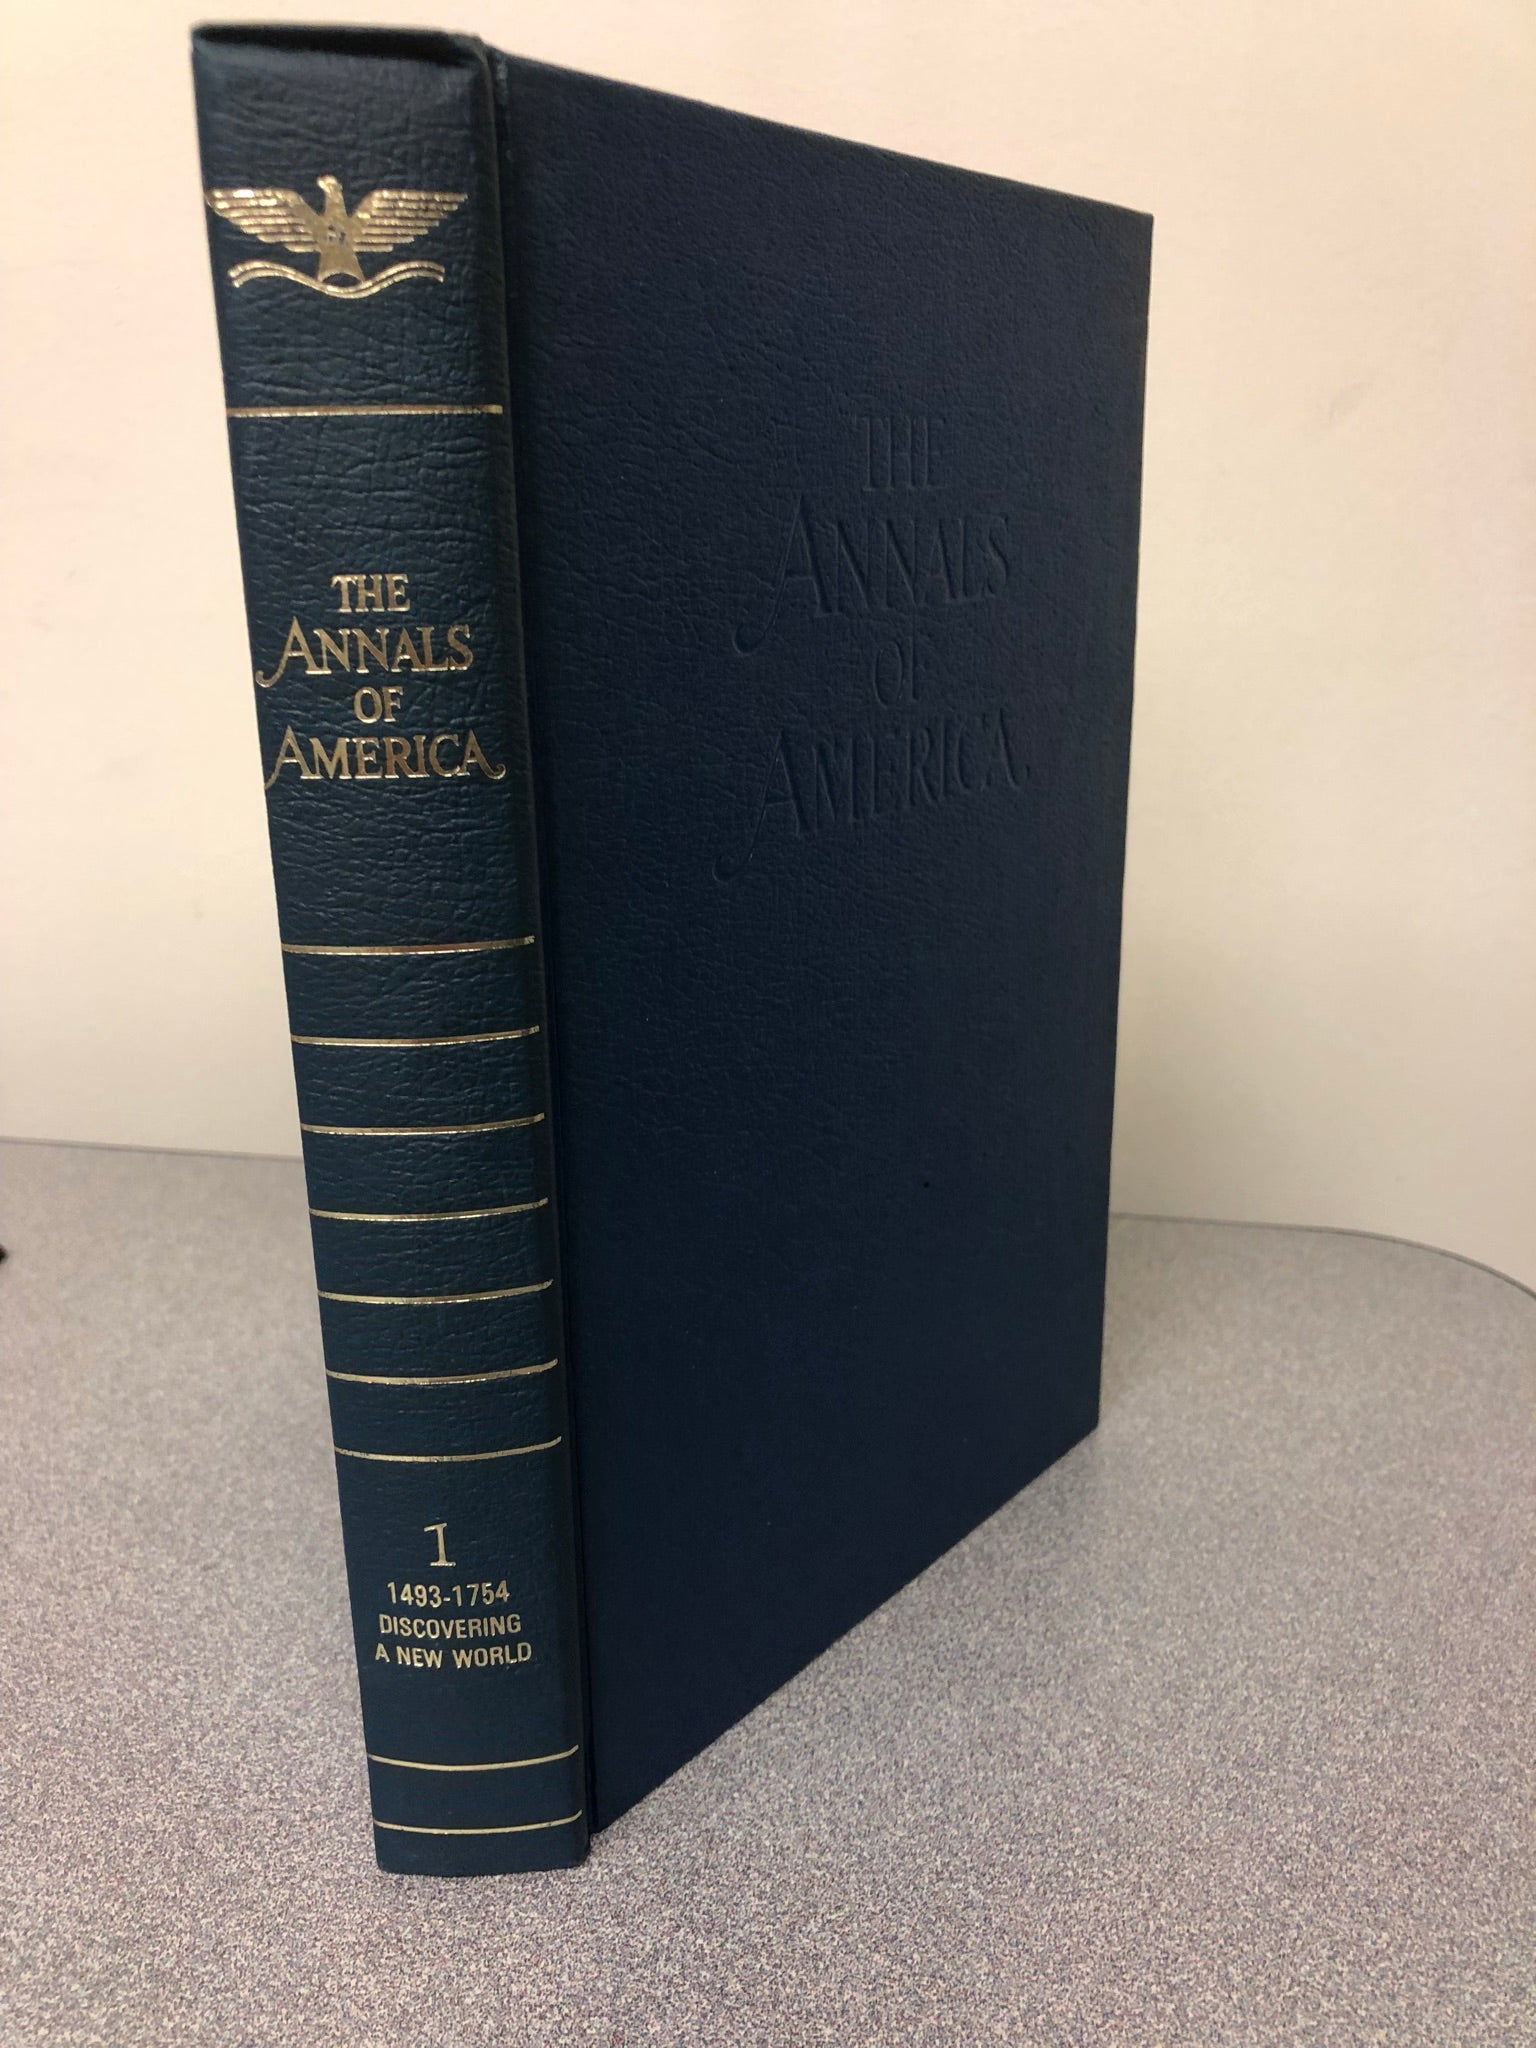 THE
ANNALS
OF
AMERICA
1
1493-1754
DISCOVERING
A NEW WORLD
THE
ANNALS
OF
AMERICA